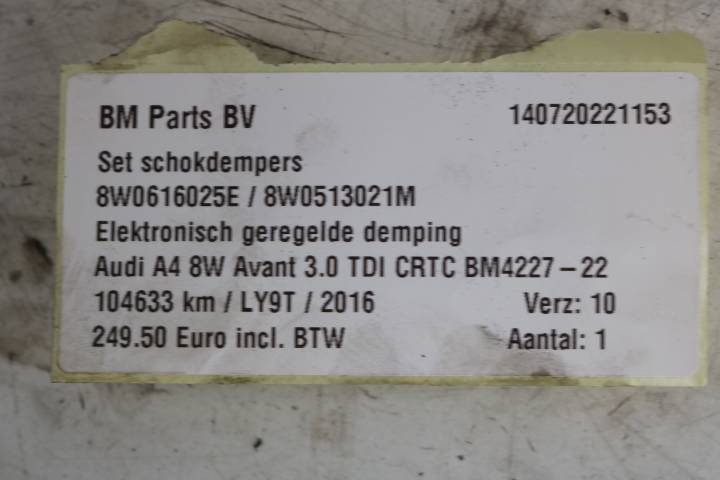 BM Parts BV 140720221153
Set schokdempers
8W0616025E / 8W0513021M
Elektronisch geregelde demping
Audi A4 8W Avant 3.0 TDI CRTC BM4227-22
104633 km / LY9T / 2016 Verz: 10
249.50 Euro incl. BTW Aantal: 1